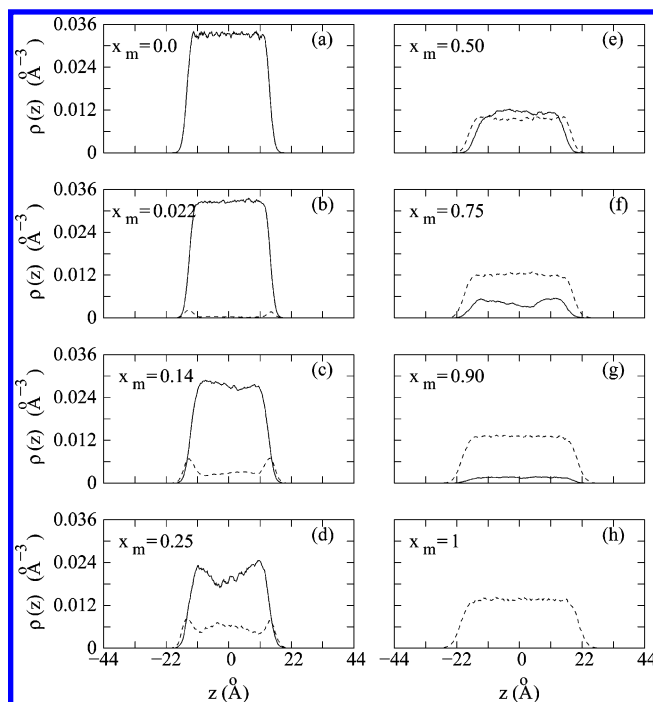 0.036
0.024
0.012
0
ρ(z) (Å⁻³)
x m=0.0
(a)
0.036
0.024
0.012
0
ρ(z) (Å⁻³)
x m=0.022
(b)
0.036
0.024
0.012
0
ρ(z) (Å⁻³)
x m=0.14
(c)
0.036
0.024
0.012
0
ρ(z) (Å⁻³)
x m=0.25
(d)
−44 −22 0 22 44
z (Å)
x m=0.50
(e)
x m=0.75
(f)
x m=0.90
(g)
x m=1
(h)
−44 −22 0 22 44
z (Å)